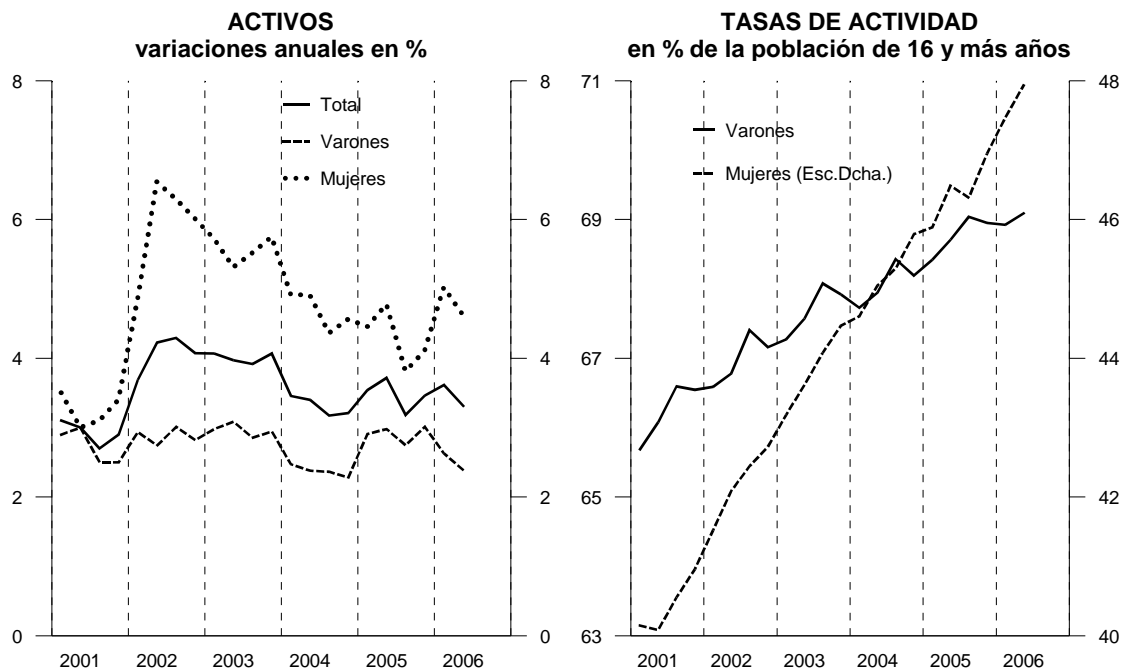 ACTIVOS
variaciones anuales en %
8
6
4
2
0
8
6
4
2
0
Total
Varones
Mujeres
2001 2002 2003 2004 2005 2006
TASAS DE ACTIVIDAD
en % de la población de 16 y más años
71
69
67
65
63
48
46
44
42
40
Varones
Mujeres (Esc.Dcha.)
2001 2002 2003 2004 2005 2006